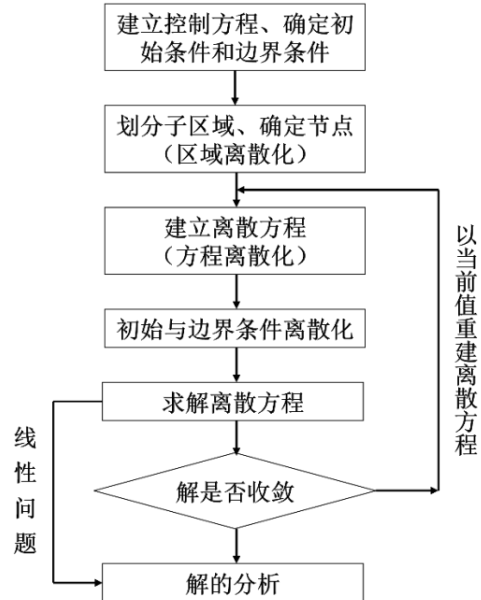 建立控制方程、确定初
始条件和边界条件
划分子区域、确定节点
（区域离散化）
建立离散方程
（方程离散化）
初始与边界条件离散化
求解离散方程
解是否收敛
解的分析
线性问题
以当前值重建离散方程